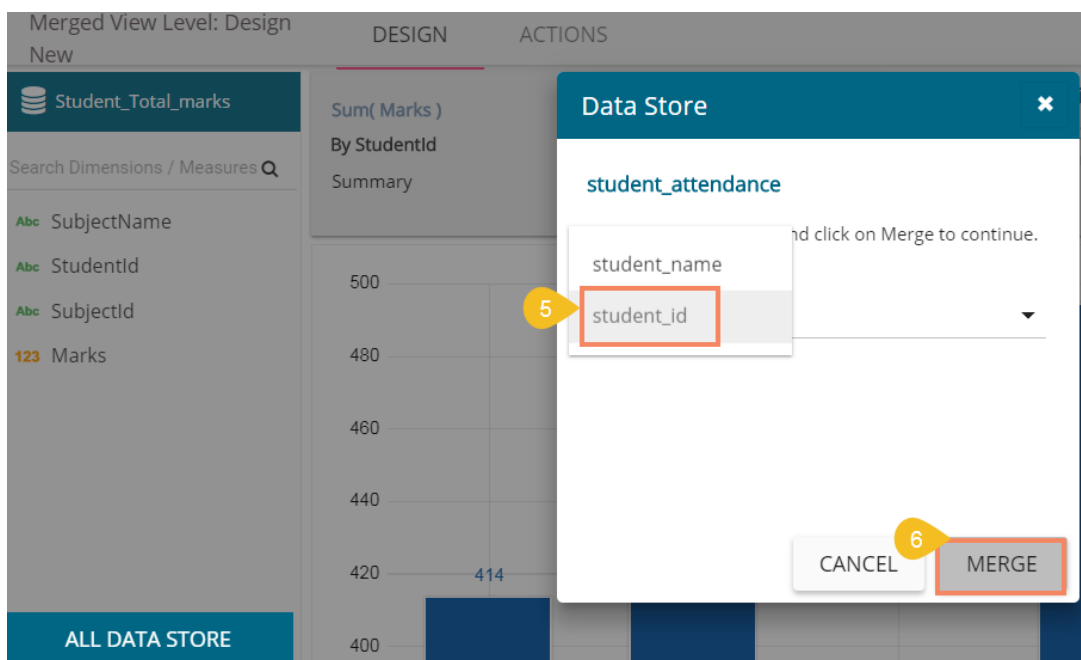 Merged View Level: Design
New
DESIGN
ACTIONS
Student_Total_marks
Search Dimensions / Measures
Abc SubjectName
Abc StudentId
Abc SubjectId
123 Marks
ALL DATA STORE
Sum( Marks )
By StudentId
Summary
500
480
460
440
420
400
414
Data Store
student_attendance
click on Merge to continue.
student_name
5
student_id
CANCEL
6
MERGE